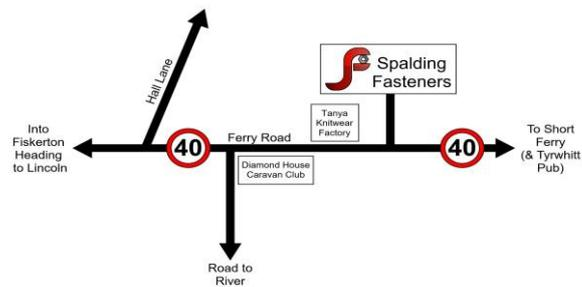 Hall Lane
Spalding
Fasteners
Tanya
Knitwear
Factory
Into
Fiskerton
Heading
to Lincoln
40
Ferry Road
40
To Short
Ferry
(& Tyrwhitt
Pub)
Diamond House
Caravan Club
Road to
River